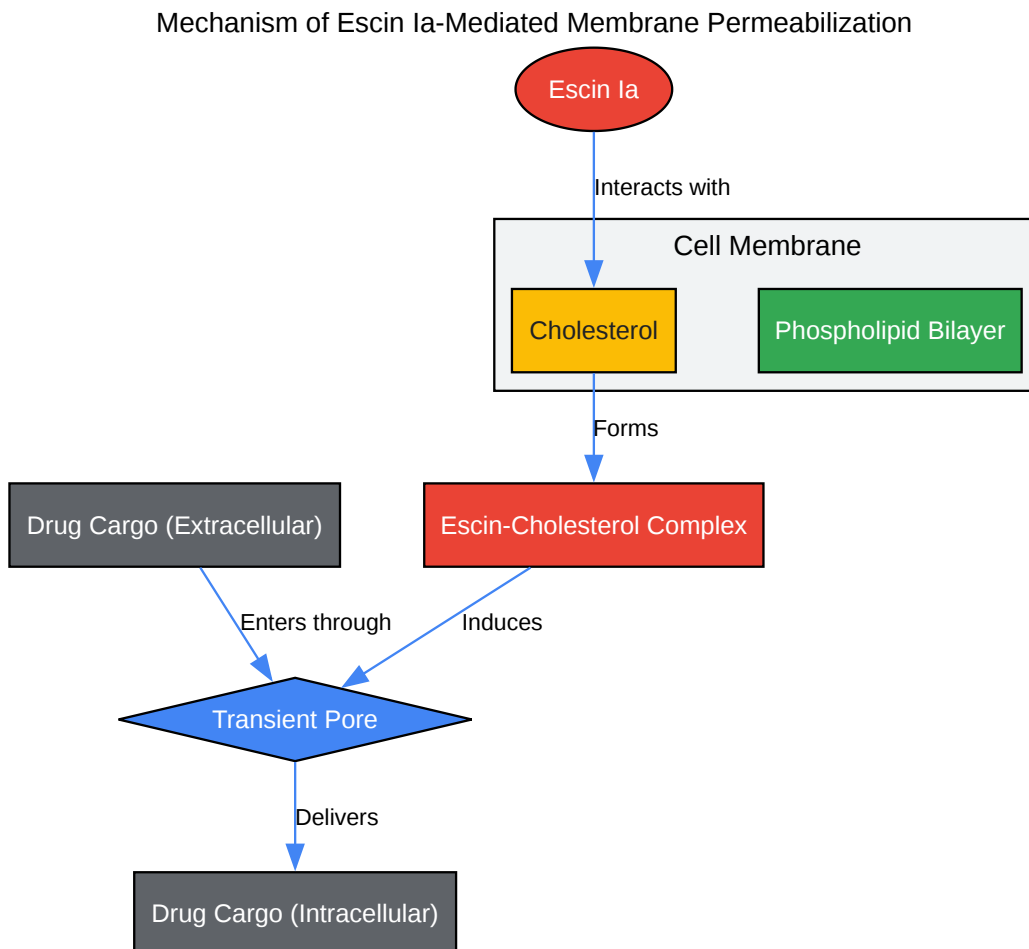 Mechanism of Escin Ia-Mediated Membrane Permeabilization
Escin Ia
Interacts with
Cell Membrane
Cholesterol
Phospholipid Bilayer
Forms
Drug Cargo (Extracellular)
Escin-Cholesterol Complex
Enters through
Induces
Transient Pore
Delivers
Drug Cargo (Intracellular)